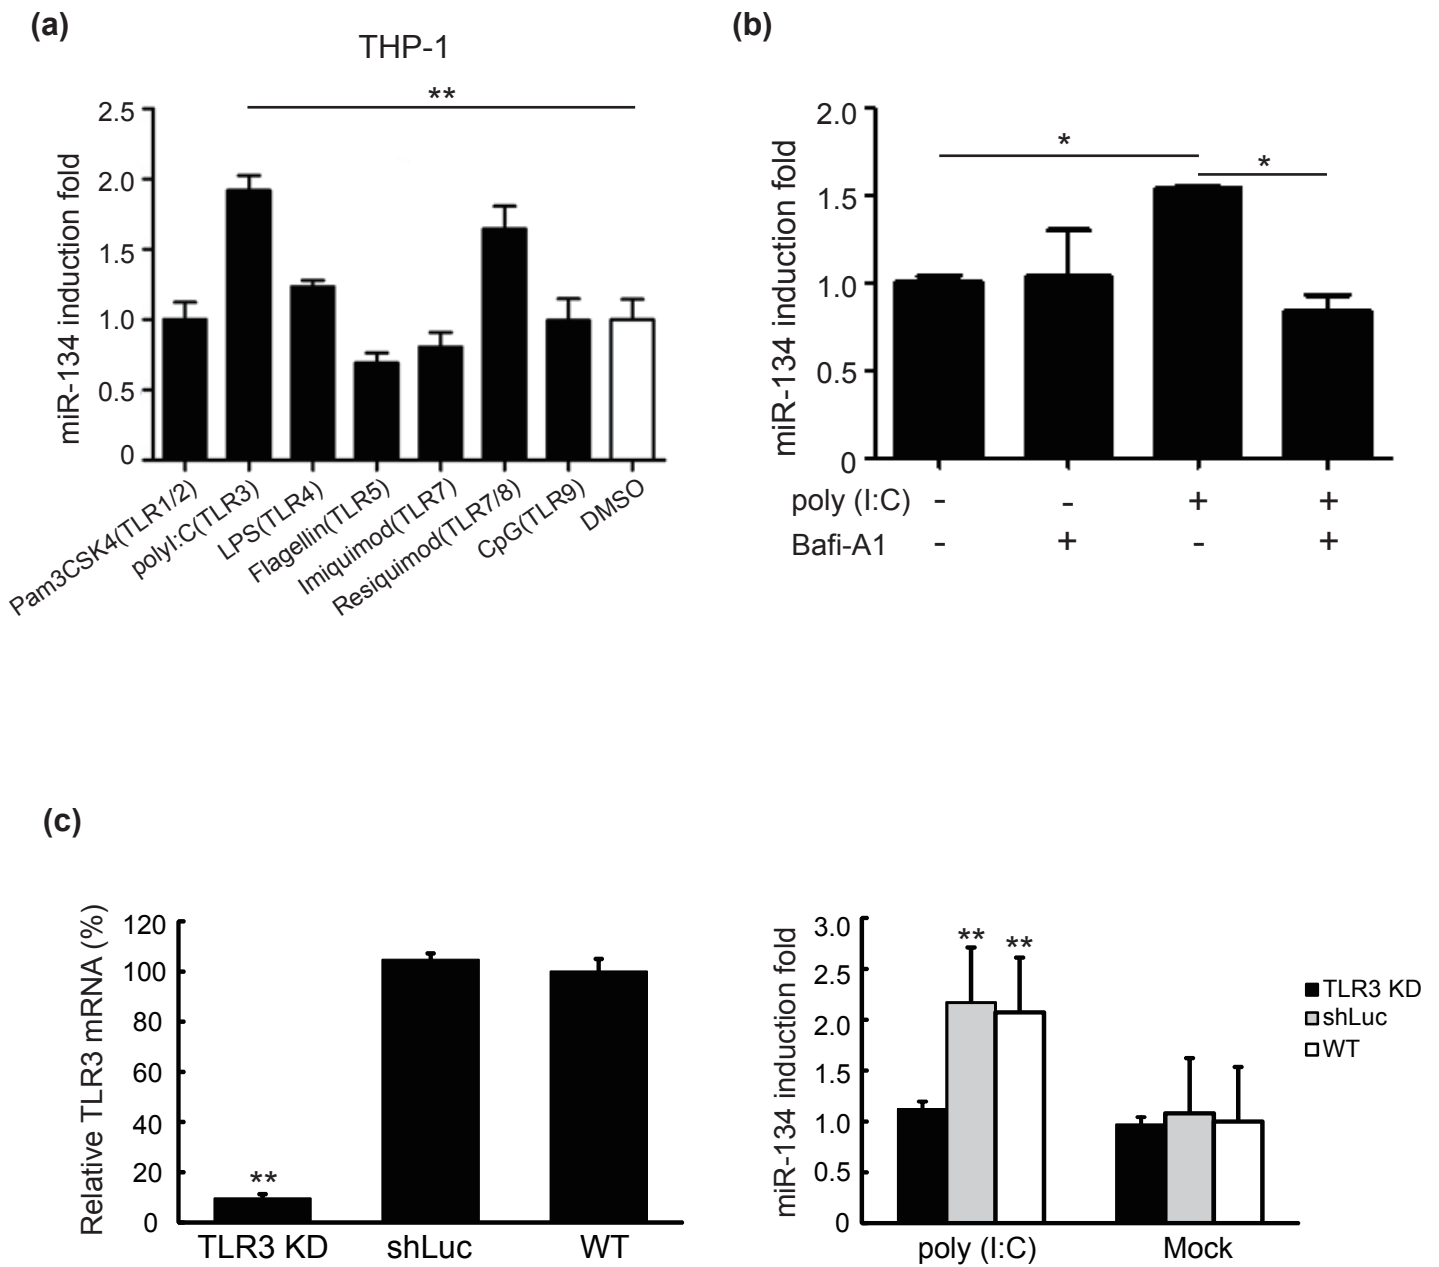 (a)
THP-1
**
miR-134 induction fold
2.5
2.0
1.5
1.0
0.5
0
Pam3CSK4(TLR1/2)
polyI:C(TLR3)
LPS(TLR4)
Flagellin(TLR5)
Imiquimod(TLR7)
Resiquimod(TLR7/8)
CpG(TLR9)
DMSO
(b)
miR-134 induction fold
2.0
1.5
1.0
0.5
0
*
*
poly (I:C) - - + +
Bafi-A1 - + - +
(c)
Relative TLR3 mRNA (%)
120
100
80
60
40
20
0
**
TLR3 KD shLuc WT
miR-134 induction fold
3.0
2.5
2.0
1.5
1.0
0.5
0
** **
poly (I:C) Mock
TLR3 KD
shLuc
WT